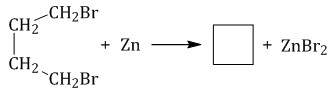 CH₂Br
CH₂
+ Zn ⟶ □ + ZnBr₂
CH₂
CH₂Br